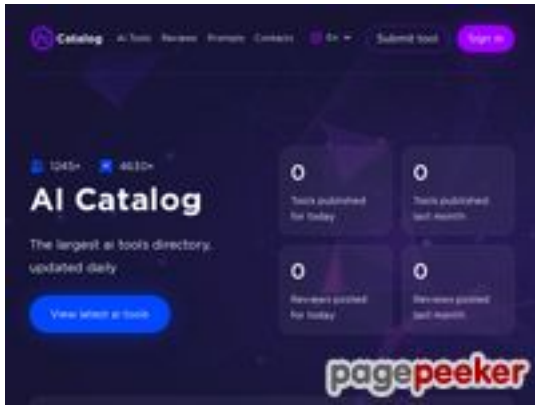 Catalog AI Tools Reviews Prompts Contacts En Submit tool Sign in
1245+ 4630+
AI Catalog
The largest ai tools directory,
updated daily
View latest ai tools
0
Tools published
for today
0
Tools published
last month
0
Reviews posted
for today
0
Reviews posted
last month
pagepeeker